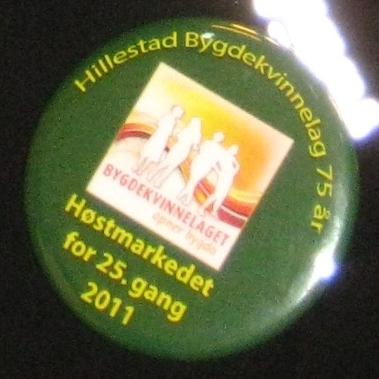 Hillestad Bygdekvinnelag 75 år
BYGDEKVINNELAGET
åpner bygda
Høstmarkedet
for 25. gang
2011